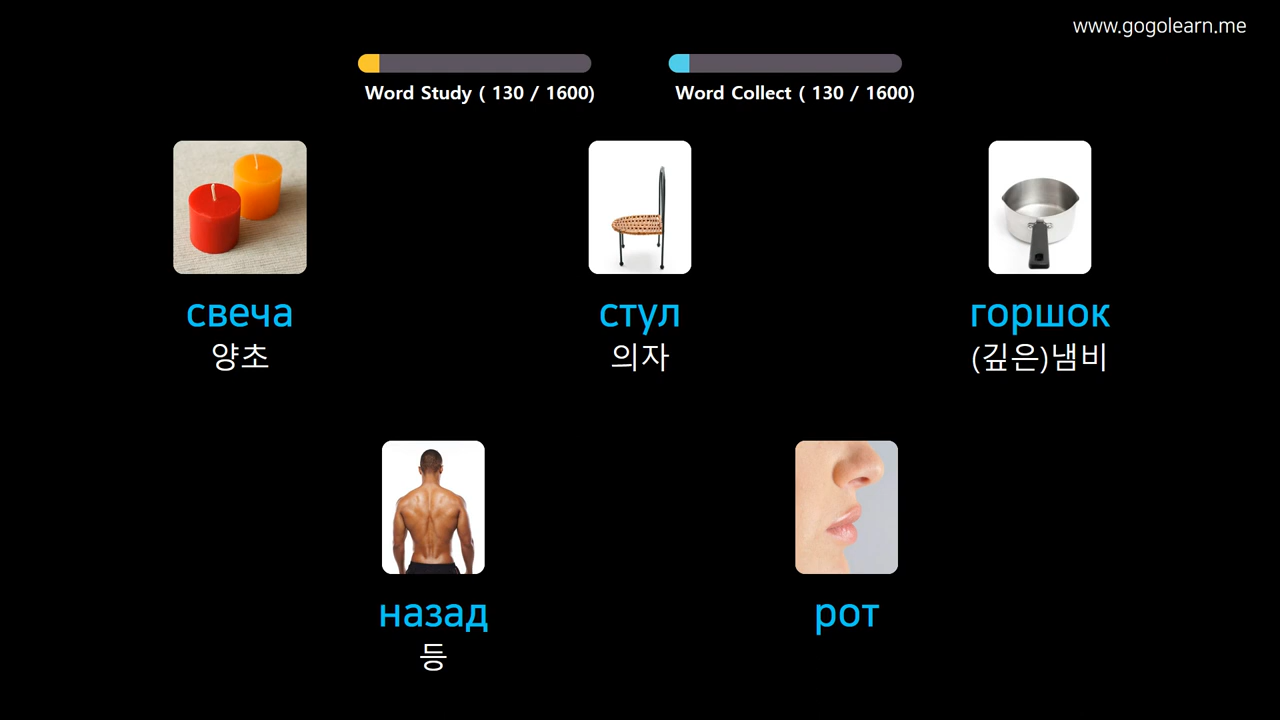 www.gogolearn.me
Word Study ( 130 / 1600)
Word Collect ( 130 / 1600)
свеча
양초
стул
의자
горшок
(깊은)냄비
назад
등
рот